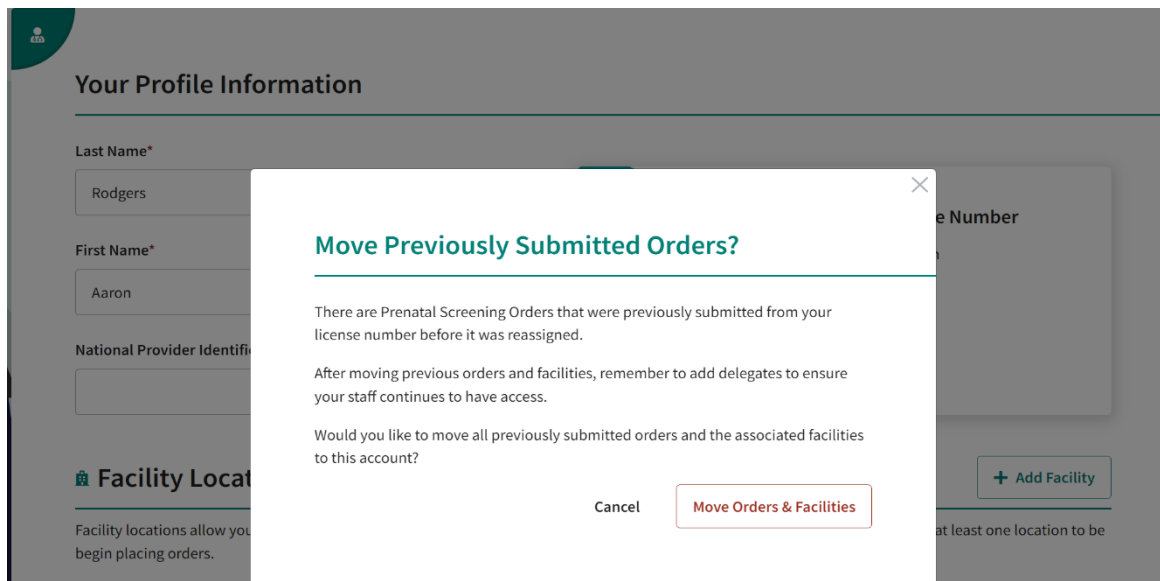 Your Profile Information
Last Name*
Rodgers
e Number
First Name*
Aaron
National Provider Identifi
Move Previously Submitted Orders?
There are Prenatal Screening Orders that were previously submitted from your
license number before it was reassigned.
After moving previous orders and facilities, remember to add delegates to ensure
your staff continues to have access.
Would you like to move all previously submitted orders and the associated facilities
to this account?
Cancel
Move Orders & Facilities
Facility Locat
+ Add Facility
Facility locations allow you
at least one location to be
begin placing orders.